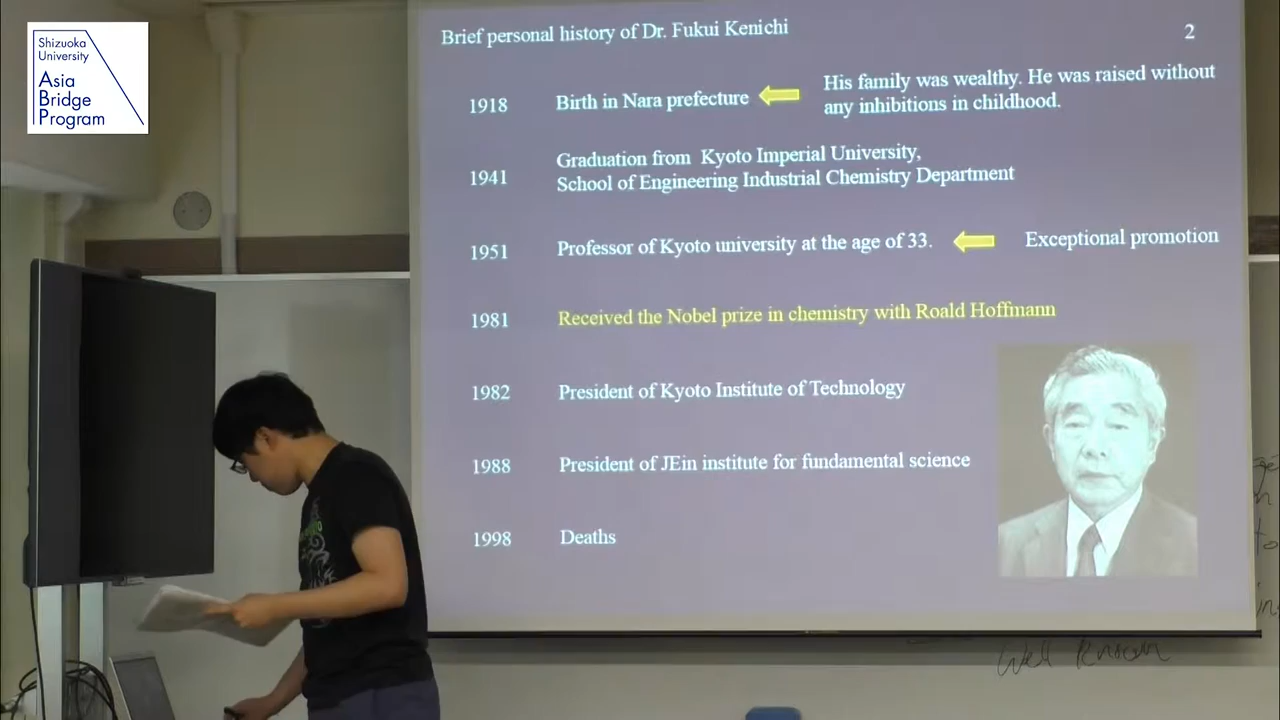 Shizuoka
University
Asia
Bridge
Program
Brief personal history of Dr. Fukui Kenichi
2
1918
Birth in Nara prefecture
His family was wealthy. He was raised without
any inhibitions in childhood.
1941
Graduation from Kyoto Imperial University,
School of Engineering Industrial Chemistry Department
1951
Professor of Kyoto university at the age of 33.
Exceptional promotion
1981
Received the Nobel prize in chemistry with Roald Hoffmann
1982
President of Kyoto Institute of Technology
1988
President of JEin institute for fundamental science
1998
Deaths
Well